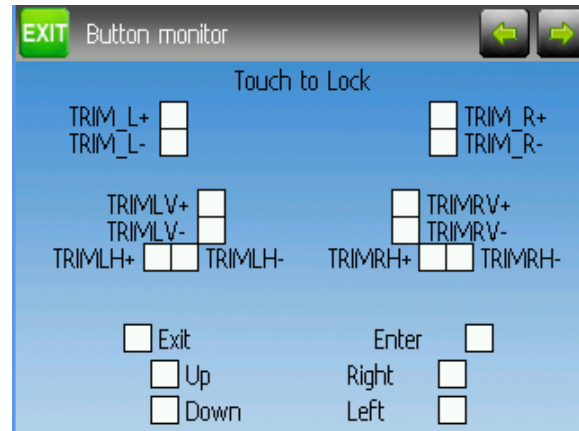 EXIT Button monitor
Touch to Lock
TRIM_L+ TRIM_R+
TRIM_L- TRIM_R-
TRIMLV+ TRIMRV+
TRIMLV- TRIMRV-
TRIMLH+ TRIMLH- TRIMRH+ TRIMRH-
Exit Enter
Up Right
Down Left